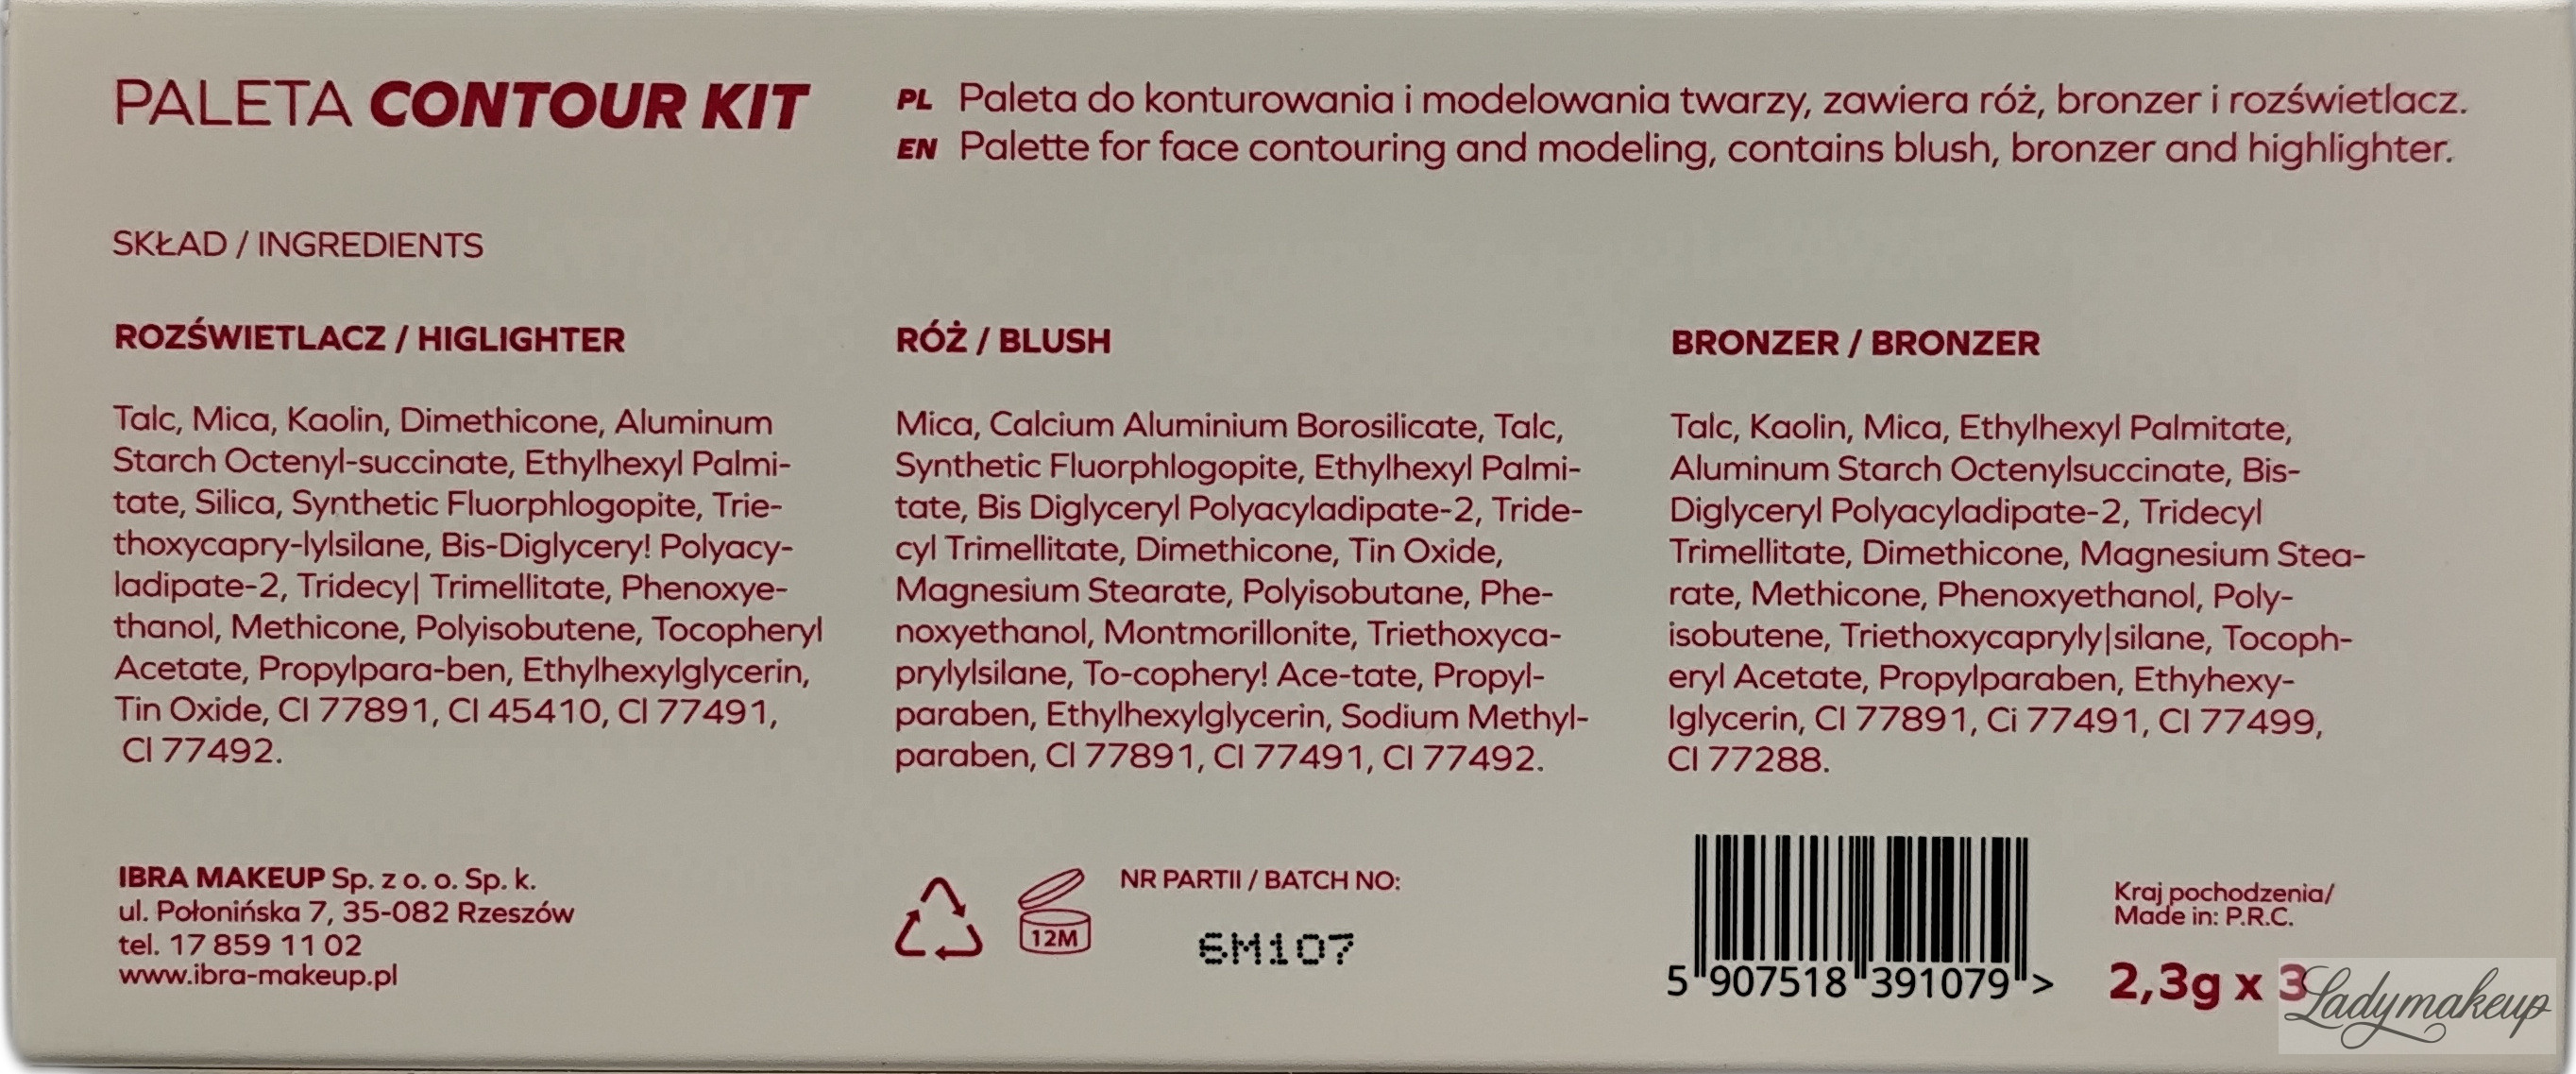 PALETA CONTOUR KIT
PL Paleta do konturowania i modelowania twarzy, zawiera róż, bronzer i rozświetlacz.
EN Palette for face contouring and modeling, contains blush, bronzer and highlighter.
SKŁAD / INGREDIENTS
ROZŚWIETLACZ / HIGLIGHTER
Talc, Mica, Kaolin, Dimethicone, Aluminum
Starch Octenyl-succinate, Ethylhexyl Palmi-
tate, Silica, Synthetic Fluorphlogopite, Trie-
thoxycapry-lylsilane, Bis-Diglycery! Polyacy-
ladipate-2, Tridecy| Trimellitate, Phenoxye-
thanol, Methicone, Polyisobutene, Tocopheryl
Acetate, Propylpara-ben, Ethylhexylglycerin,
Tin Oxide, CI 77891, CI 45410, CI 77491,
CI 77492.
RÓŻ / BLUSH
Mica, Calcium Aluminium Borosilicate, Talc,
Synthetic Fluorphlogopite, Ethylhexyl Palmi-
tate, Bis Diglyceryl Polyacyladipate-2, Tride-
cyl Trimellitate, Dimethicone, Tin Oxide,
Magnesium Stearate, Polyisobutane, Phe-
noxyethanol, Montmorillonite, Triethoxyca-
prylylsilane, To-cophery! Ace-tate, Propyl-
paraben, Ethylhexylglycerin, Sodium Methyl-
paraben, CI 77891, CI 77491, CI 77492.
BRONZER / BRONZER
Talc, Kaolin, Mica, Ethylhexyl Palmitate,
Aluminum Starch Octenylsuccinate, Bis-
Diglyceryl Polyacyladipate-2, Tridecyl
Trimellitate, Dimethicone, Magnesium Stea-
rate, Methicone, Phenoxyethanol, Poly-
isobutene, Triethoxycapryly|silane, Tocoph-
eryl Acetate, Propylparaben, Ethyhexy-
lglycerin, CI 77891, Ci 77491, CI 77499,
CI 77288.
IBRA MAKEUP Sp. z o. o. Sp. k.
ul. Połonińska 7, 35-082 Rzeszów
tel. 17 859 11 02
www.ibra-makeup.pl
12M
NR PARTII / BATCH NO:
6M107
5 907518 391079 >
Kraj pochodzenia/
Made in: P.R.C.
2,3g x 3
Ladymakeup